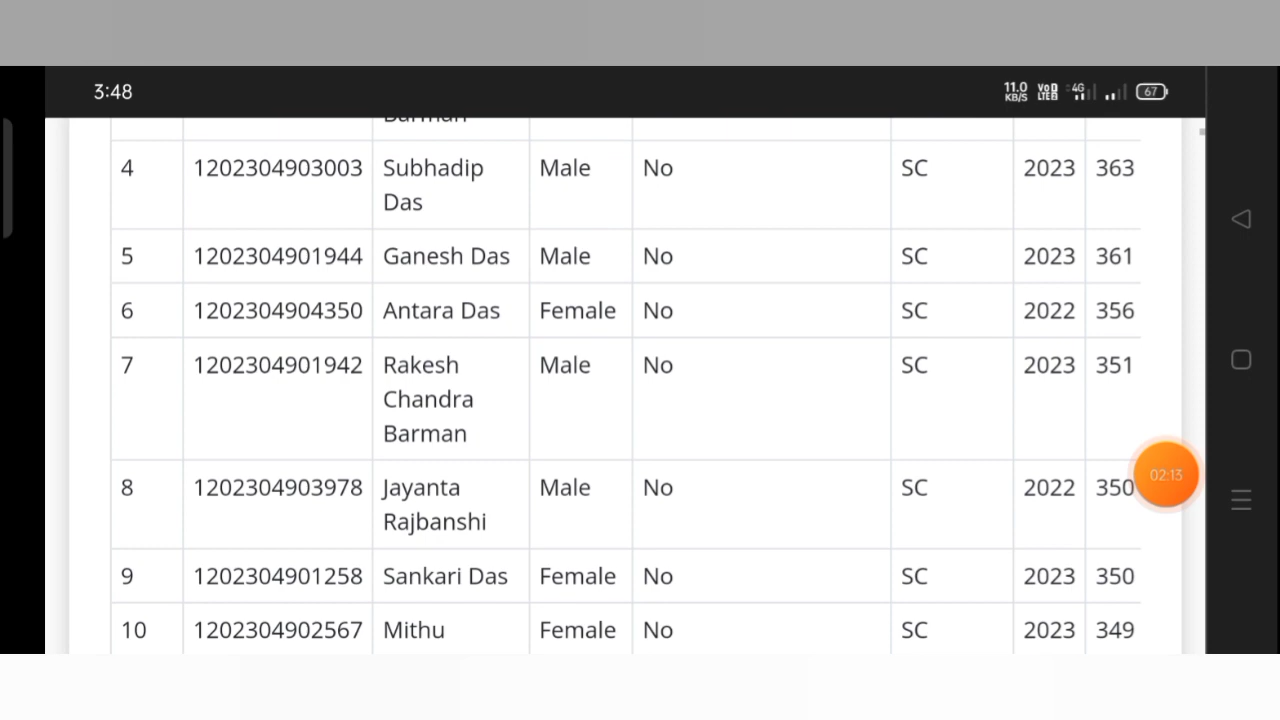 3:48 11.0 KB/S VoD LTE 4G 67
Barman
4 1202304903003 Subhadip Das Male No SC 2023 363
5 1202304901944 Ganesh Das Male No SC 2023 361
6 1202304904350 Antara Das Female No SC 2022 356
7 1202304901942 Rakesh Chandra Barman Male No SC 2023 351
8 1202304903978 Jayanta Rajbanshi Male No SC 2022 350
02:13
9 1202304901258 Sankari Das Female No SC 2023 350
10 1202304902567 Mithu Female No SC 2023 349